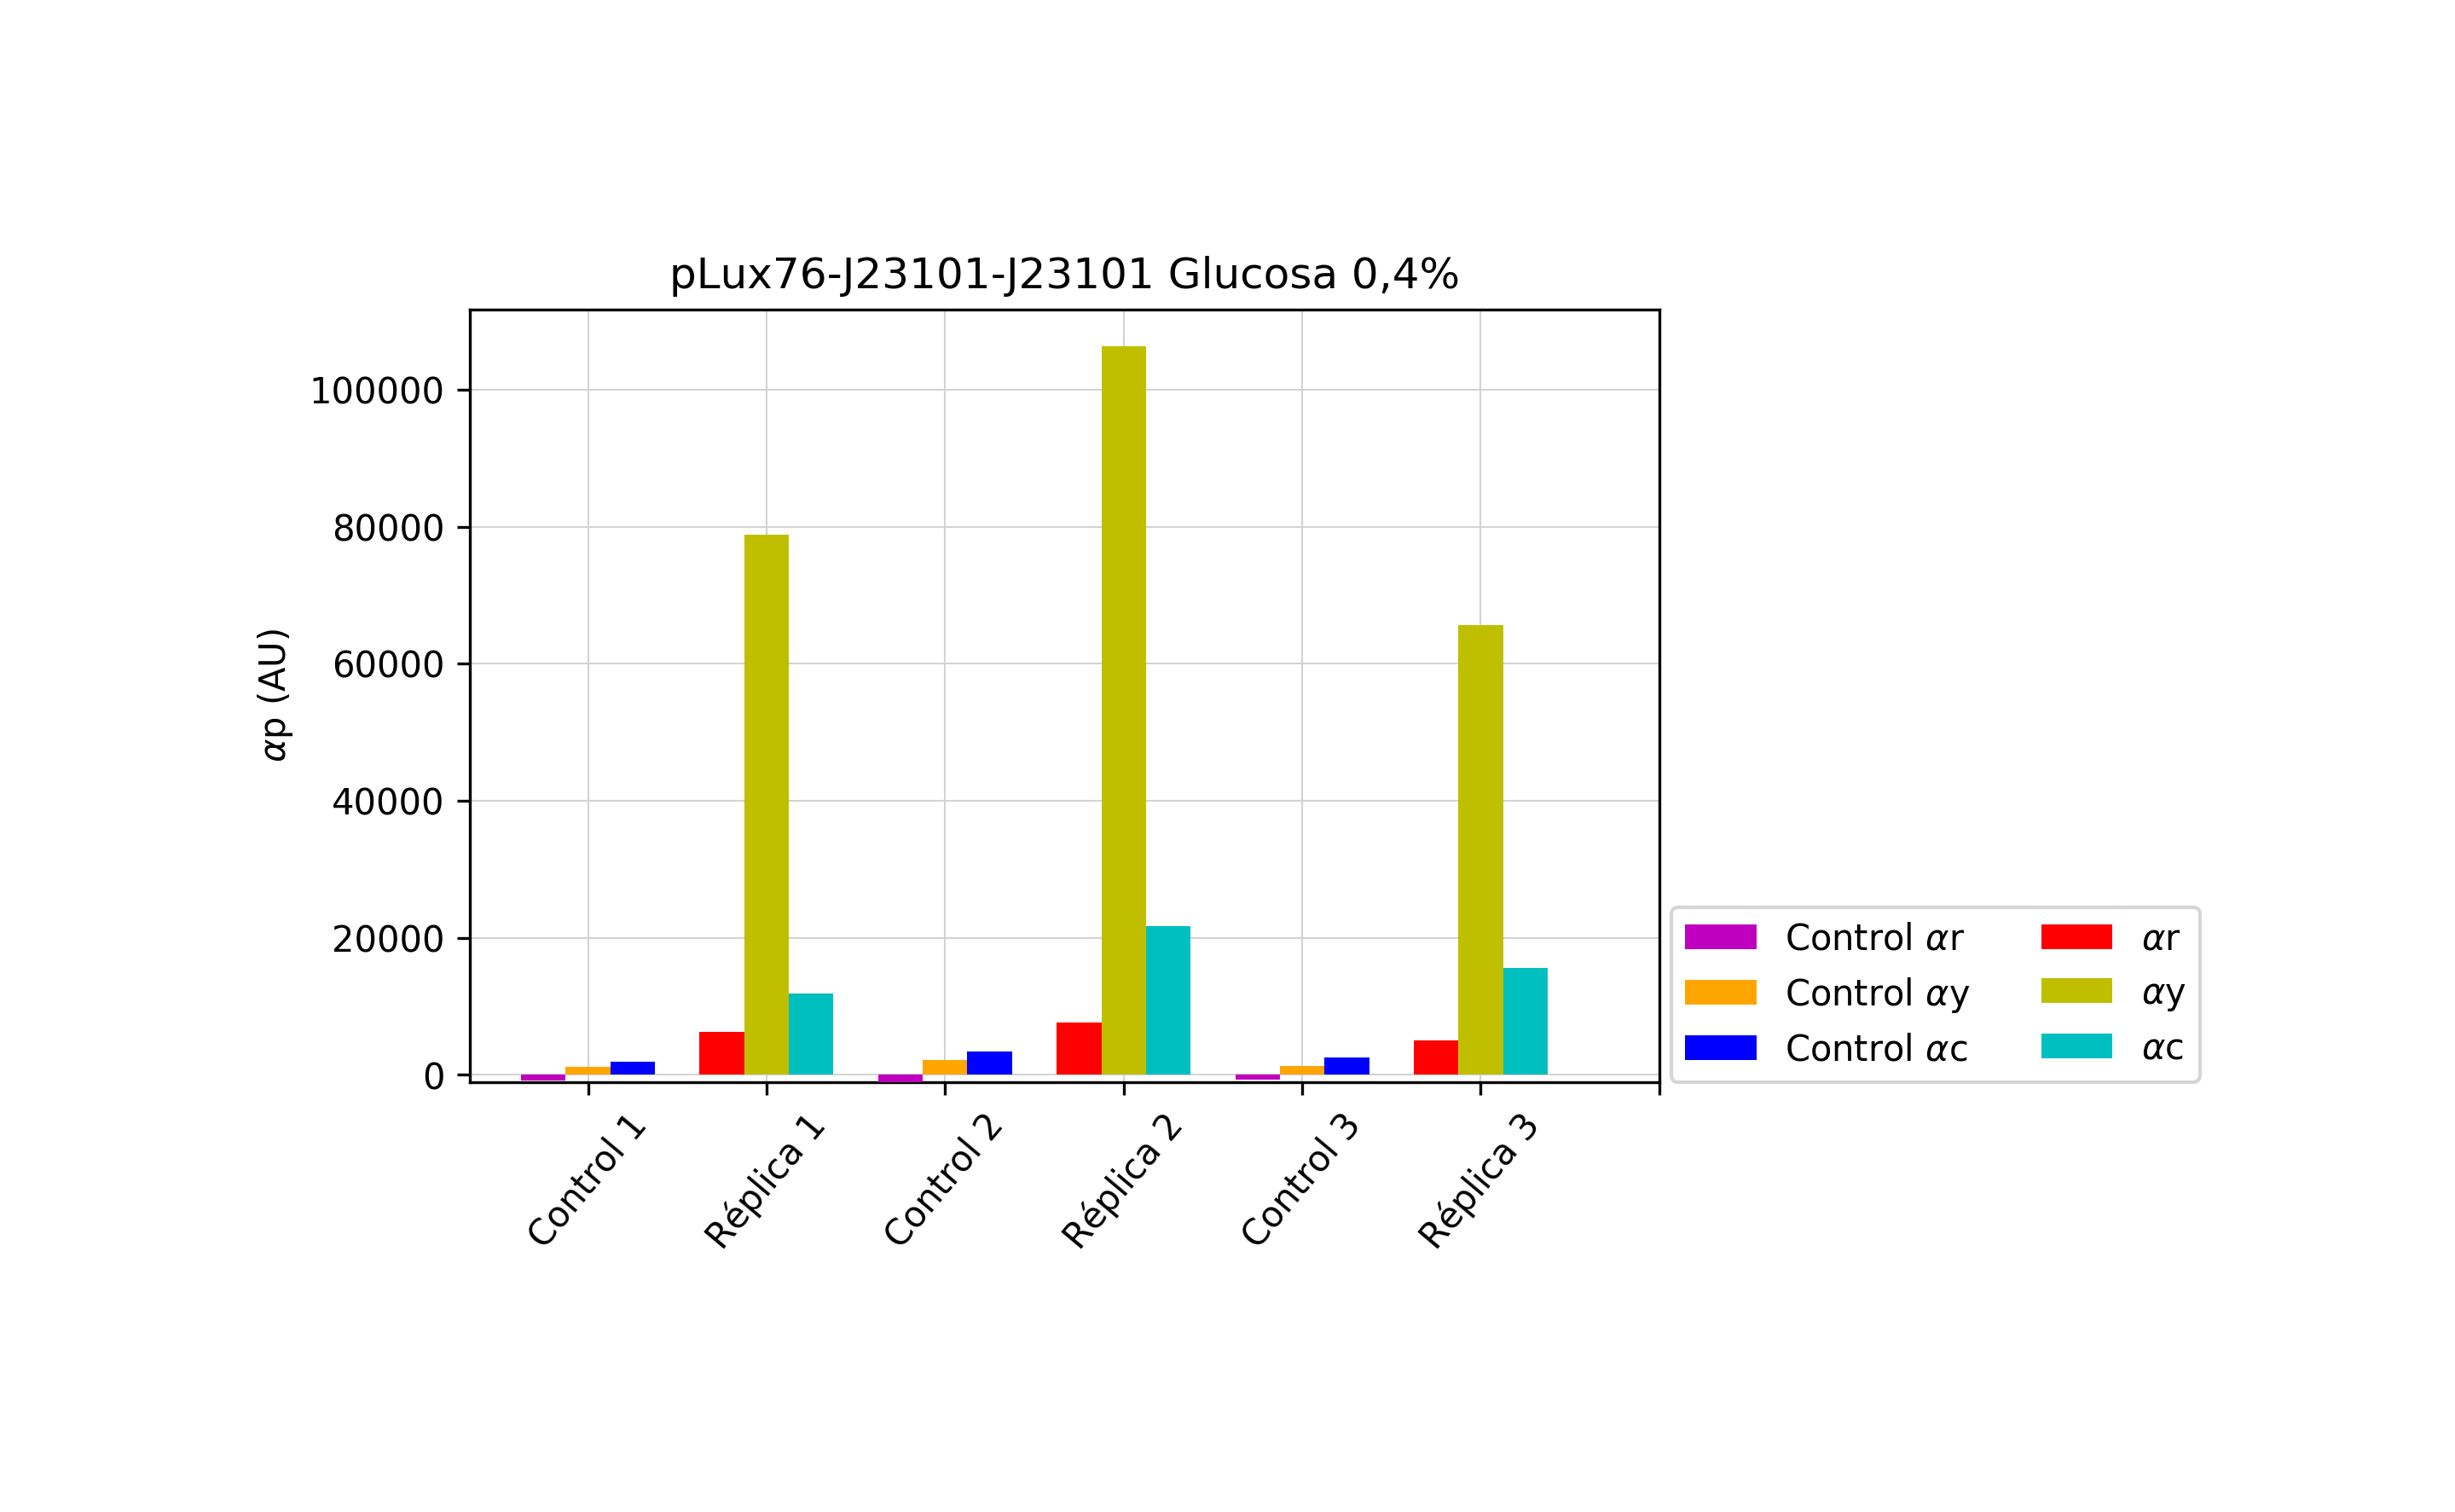 pLux76-J23101-J23101 Glucosa 0,4%
αp (AU)
100000
80000
60000
40000
20000
0
Control 1
Réplica 1
Control 2
Réplica 2
Control 3
Réplica 3
Control αr
Control αy
Control αc
αr
αy
αc